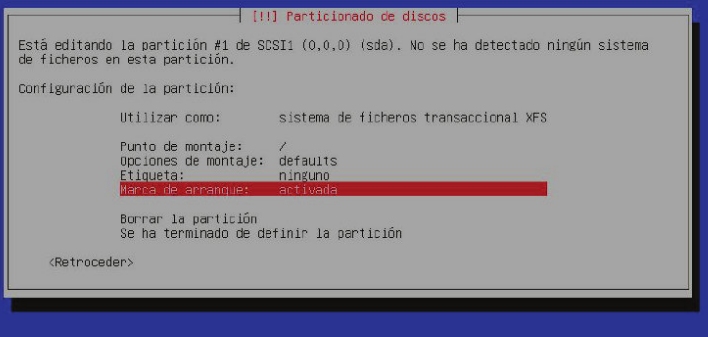 [!!] Particionado de discos
Está editando la partición #1 de SCSI1 (0,0,0) (sda). No se ha detectado ningún sistema
de ficheros en esta partición.
Configuración de la partición:
Utilizar como: sistema de ficheros transaccional XFS
Punto de montaje: /
Opciones de montaje: defaults
Etiqueta: ninguno
Marca de arranque: activada
Borrar la partición
Se ha terminado de definir la partición
<Retroceder>